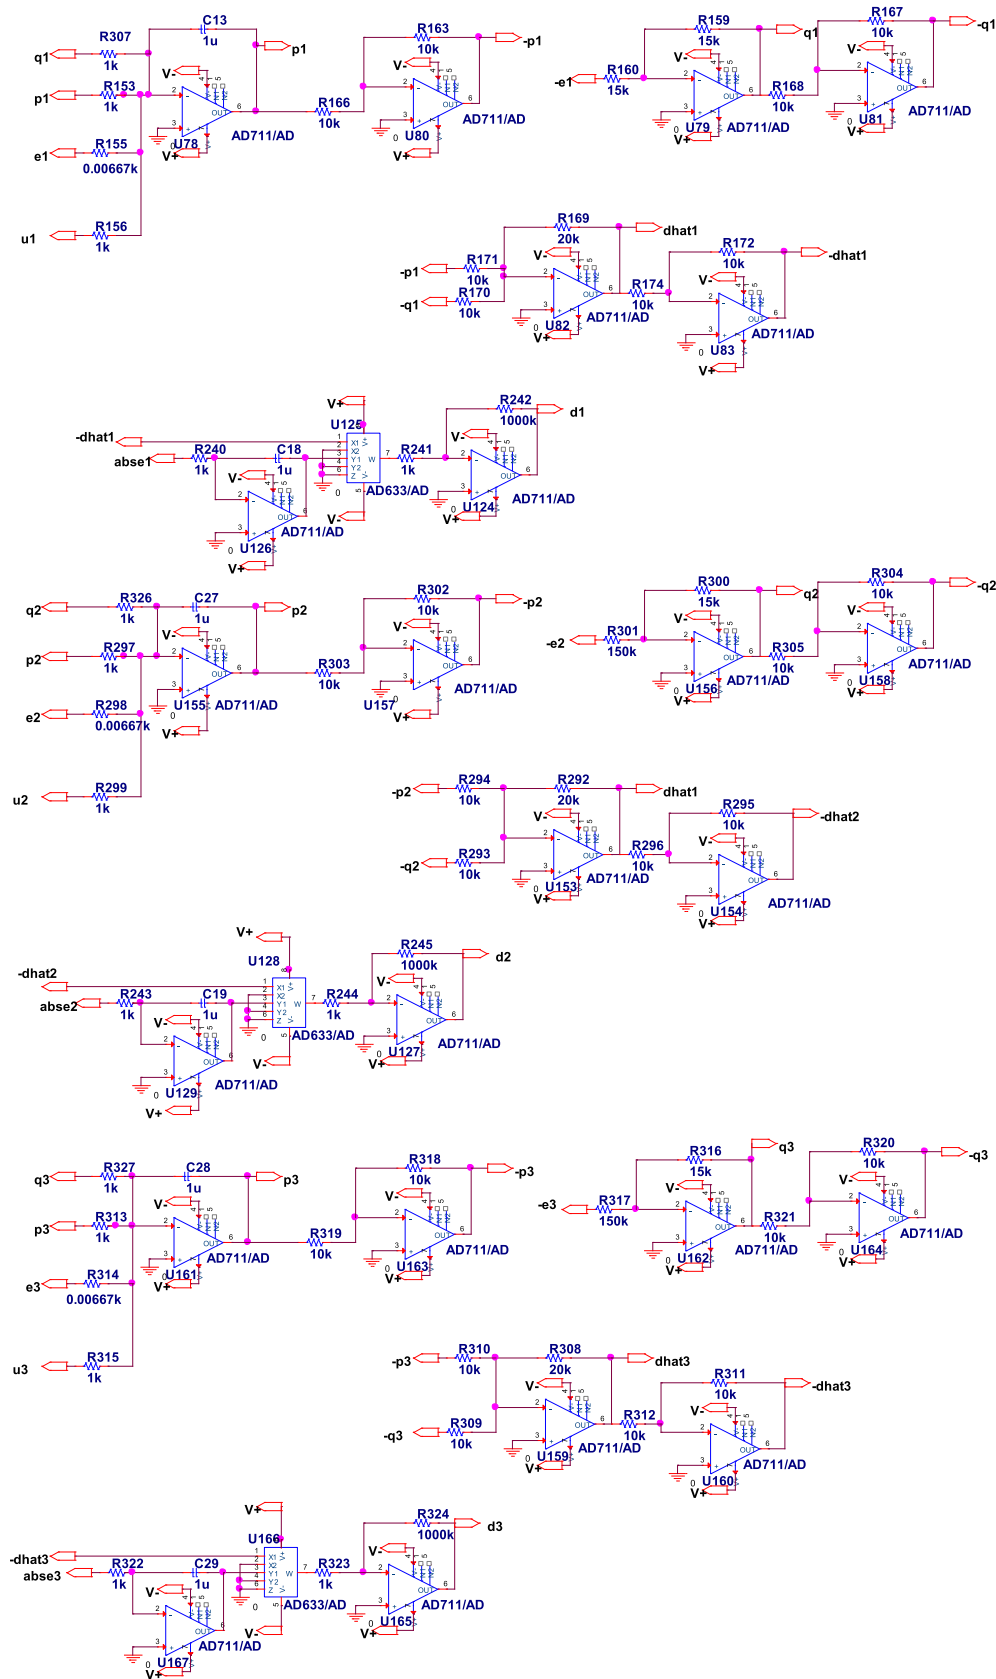 C13
1u
R307
1k
q1
p1
R163
10k
-p1
R159
15k
q1
R167
10k
-q1
V-
p1
R153
1k
R166
10k
U78
AD711/AD
V+
V-
U80
AD711/AD
V+
-e1
R160
15k
V-
U79
AD711/AD
V+
R168
10k
V-
U81
AD711/AD
V+
e1
R155
0.00667k
u1
R156
1k
R169
20k
dhat1
R172
10k
-dhat1
-p1
R171
10k
-q1
R170
10k
V-
U82
AD711/AD
V+
R174
10k
V-
U83
AD711/AD
V+
V+
U125
R242
1000k
d1
-dhat1
abse1
R240
1k
C18
1u
X1
X2
Y1
Y2
Z
W
V+
V-
AD633/AD
R241
1k
V-
U124
AD711/AD
V+
V-
U126
AD711/AD
V+
V-
q2
R326
1k
C27
1u
p2
R302
10k
-p2
R300
15k
q2
R304
10k
-q2
p2
R297
1k
V-
U155
AD711/AD
V+
R303
10k
V-
U157
AD711/AD
V+
-e2
R301
150k
V-
U156
AD711/AD
V+
R305
10k
V-
U158
AD711/AD
V+
e2
R298
0.00667k
u2
R299
1k
-p2
R294
10k
R292
20k
dhat1
R295
10k
-dhat2
-q2
R293
10k
V-
U153
AD711/AD
V+
R296
10k
V-
U154
AD711/AD
V+
V+
U128
R245
1000k
d2
-dhat2
abse2
R243
1k
C19
1u
X1
X2
Y1
Y2
Z
W
V+
V-
AD633/AD
R244
1k
V-
U127
AD711/AD
V+
V-
U129
AD711/AD
V+
V-
q3
R327
1k
C28
1u
p3
R318
10k
-p3
R316
15k
q3
R320
10k
-q3
p3
R313
1k
V-
U161
AD711/AD
V+
R319
10k
V-
U163
AD711/AD
V+
-e3
R317
150k
V-
U162
AD711/AD
V+
R321
10k
V-
U164
AD711/AD
V+
e3
R314
0.00667k
u3
R315
1k
-p3
R310
10k
R308
20k
dhat3
R311
10k
-dhat3
-q3
R309
10k
V-
U159
AD711/AD
V+
R312
10k
V-
U160
AD711/AD
V+
V+
U166
R324
1000k
d3
-dhat3
abse3
R322
1k
C29
1u
X1
X2
Y1
Y2
Z
W
V+
V-
AD633/AD
R323
1k
V-
U165
AD711/AD
V+
V-
U167
AD711/AD
V+
V-